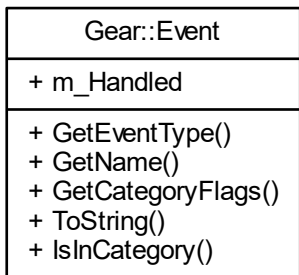 Gear::Event
+ m_Handled
+ GetEventType()
+ GetName()
+ GetCategoryFlags()
+ ToString()
+ IsInCategory()